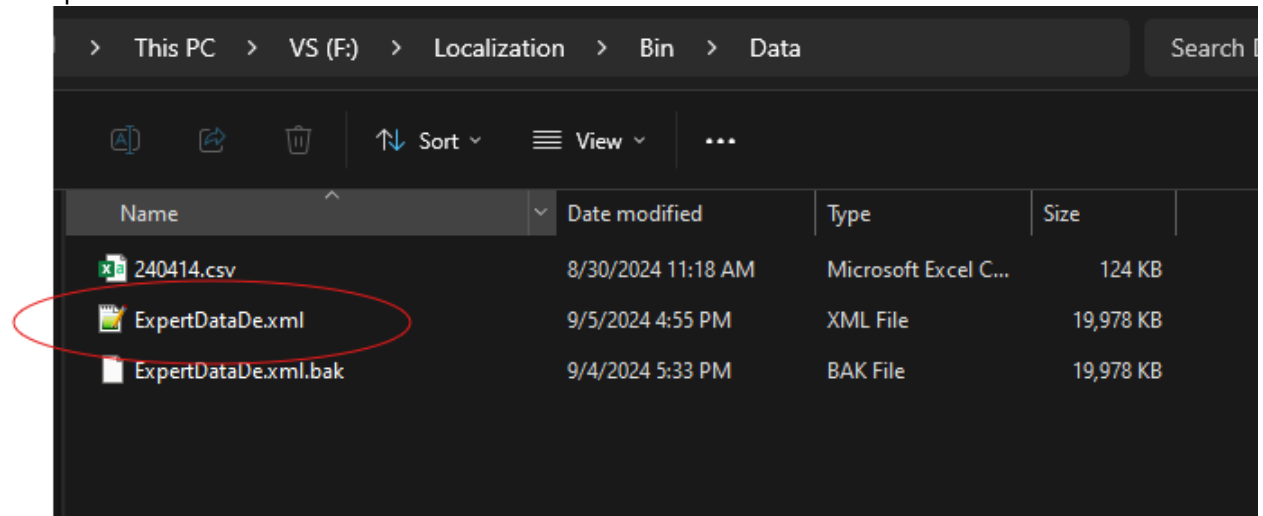 > This PC > VS (F:) > Localization > Bin > Data Search
Sort View
Name Date modified Type Size
240414.csv 8/30/2024 11:18 AM Microsoft Excel C... 124 KB
ExpertDataDe.xml 9/5/2024 4:55 PM XML File 19,978 KB
ExpertDataDe.xml.bak 9/4/2024 5:33 PM BAK File 19,978 KB